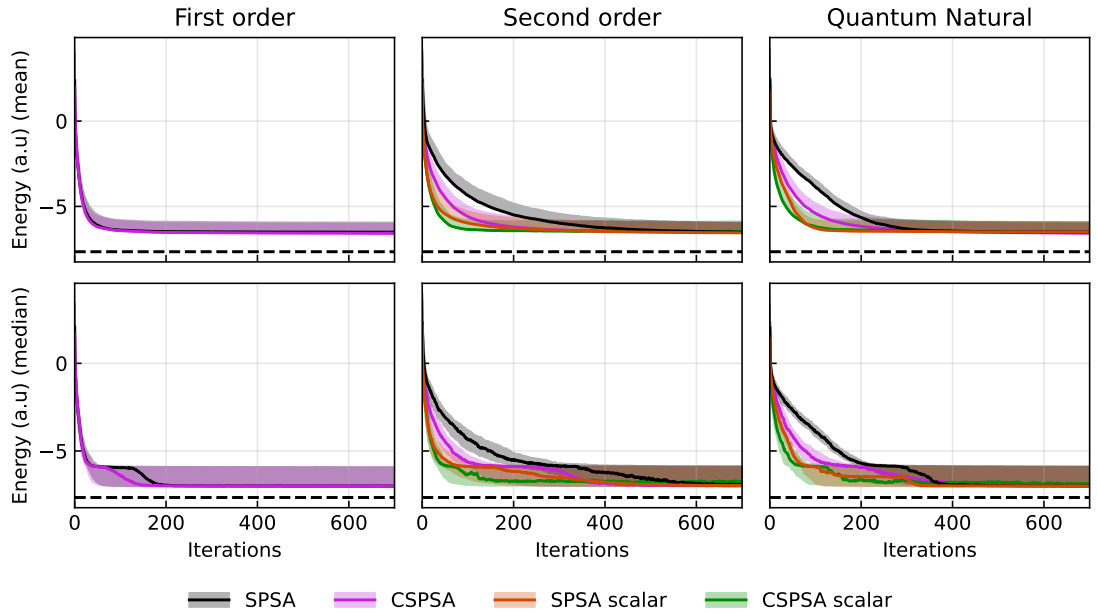 First order
Second order
Quantum Natural
Energy (a.u) (mean)
0
−5
Energy (a.u) (median)
0
−5
0
200
400
600
0
200
400
600
0
200
400
600
Iterations
Iterations
Iterations
SPSA
CSPSA
SPSA scalar
CSPSA scalar